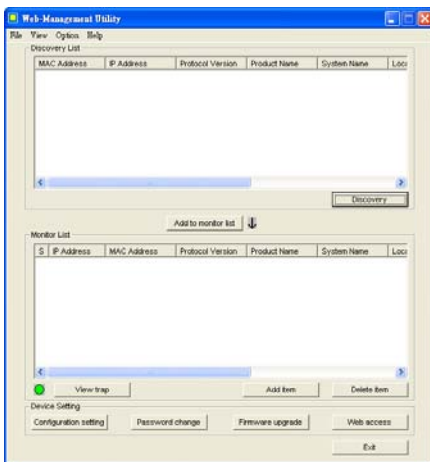 Web-Management Utility
File View Option Help
Discovery List
MAC Address IP Address Protocol Version Product Name System Name Loca
Discovery
Add to monitor list
Monitor List
S IP Address MAC Address Protocol Version Product Name System Name Loca
View trap Add item Delete item
Device Setting
Configuration setting Password change Firmware upgrade Web access
Exit